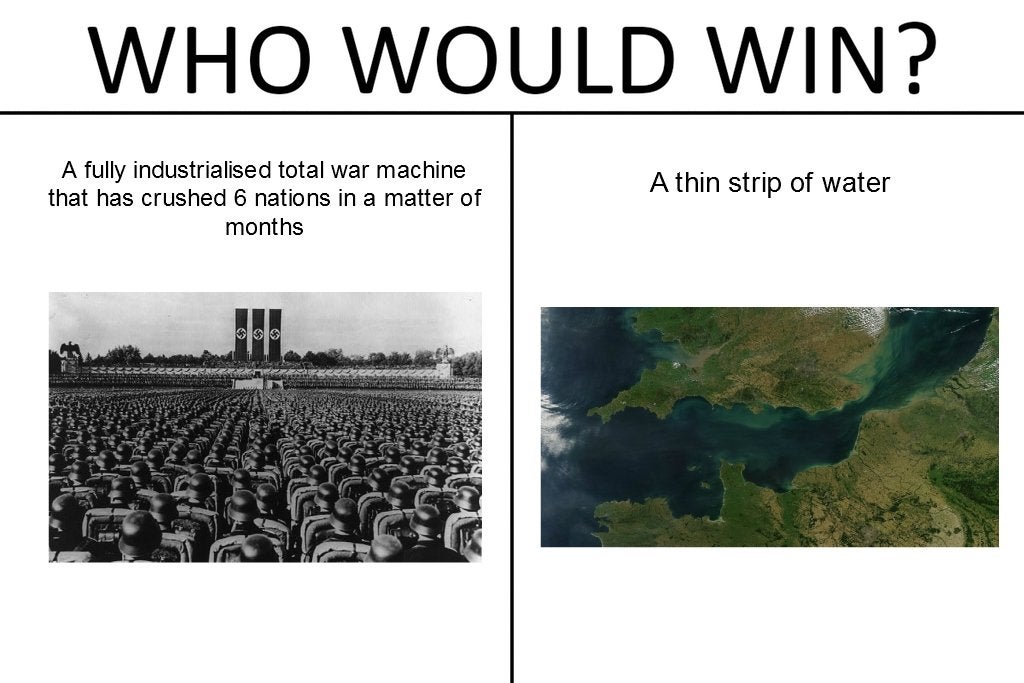 WHO WOULD WIN?
A fully industrialised total war machine
that has crushed 6 nations in a matter of
months
A thin strip of water